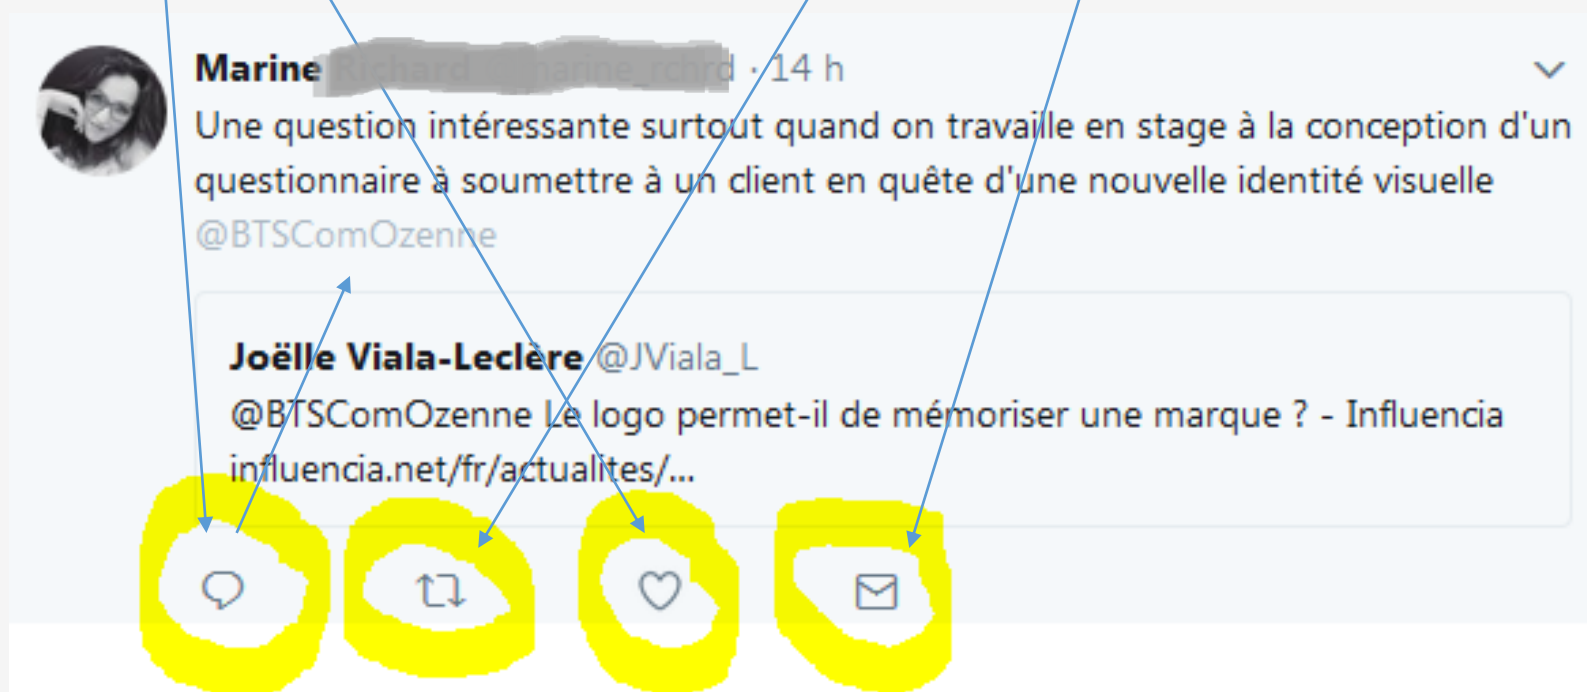 Marine · 14 h
Une question intéressante surtout quand on travaille en stage à la conception d'un
questionnaire à soumettre à un client en quête d'une nouvelle identité visuelle
@BTSComOzenne
Joëlle Viala-Leclère @JViala_L
@BTSComOzenne Le logo permet-il de mémoriser une marque ? - Influencia
influencia.net/fr/actualites/...